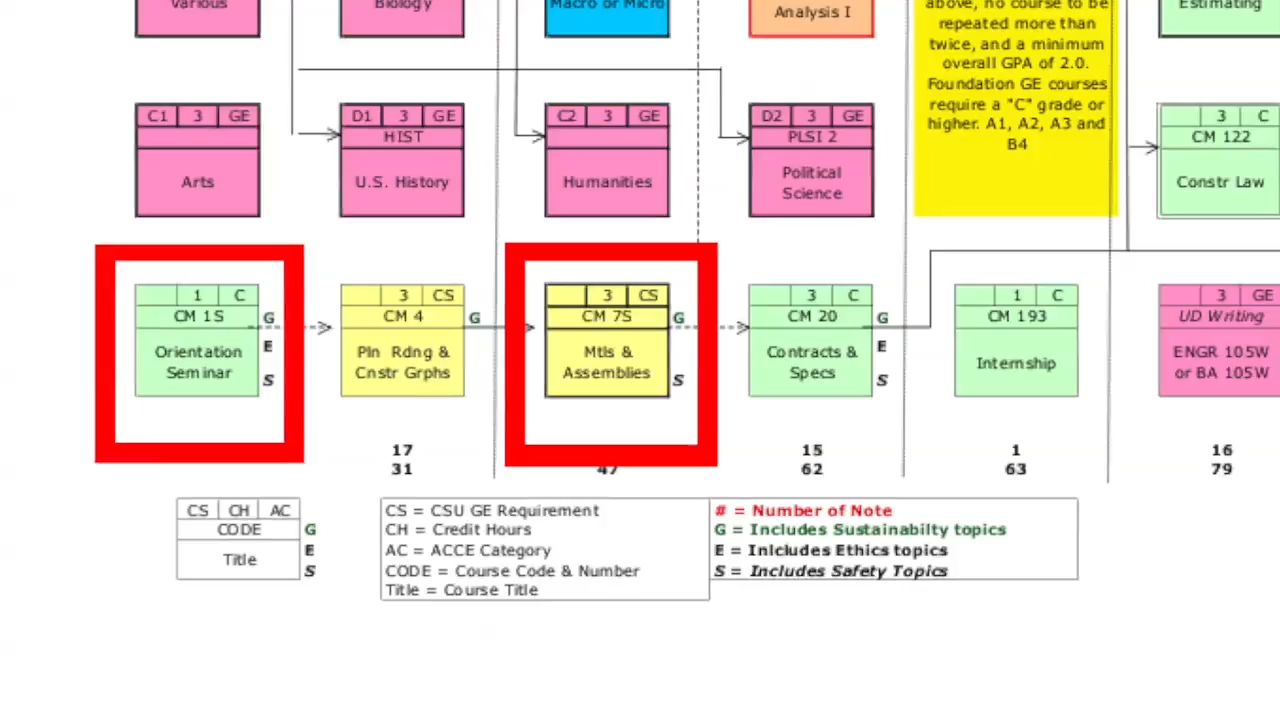 Various
Biology
Macro or Micro
Analysis I
above, no course to be
repeated more than
twice, and a minimum
overall GPA of 2.0.
Foundation GE courses
require a "C" grade or
higher. A1, A2, A3 and
B4
Estimating
C1 3 GE
Arts
D1 3 GE
HIST
U.S. History
C2 3 GE
Humanities
D2 3 GE
PLSI 2
Political
Science
3 C
CM 122
Constr Law
1 C
CM 1S
Orientation
Seminar
G
E
S
3 CS
CM 4
Pln Rdng &
Cnstr Grphs
G
3 CS
CM 7S
Mtls &
Assemblies
G
S
3 C
CM 20
Contracts &
Specs
G
E
S
1 C
CM 193
Internship
3 GE
UD Writing
ENGR 105W
or BA 105W
17
31
47
15
62
1
63
16
79
CS CH AC
CODE
Title
G
E
S
CS = CSU GE Requirement
CH = Credit Hours
AC = ACCE Category
CODE = Course Code & Number
Title = Course Title
# = Number of Note
G = Includes Sustainabilty topics
E = Inlcludes Ethics topics
S = Includes Safety Topics